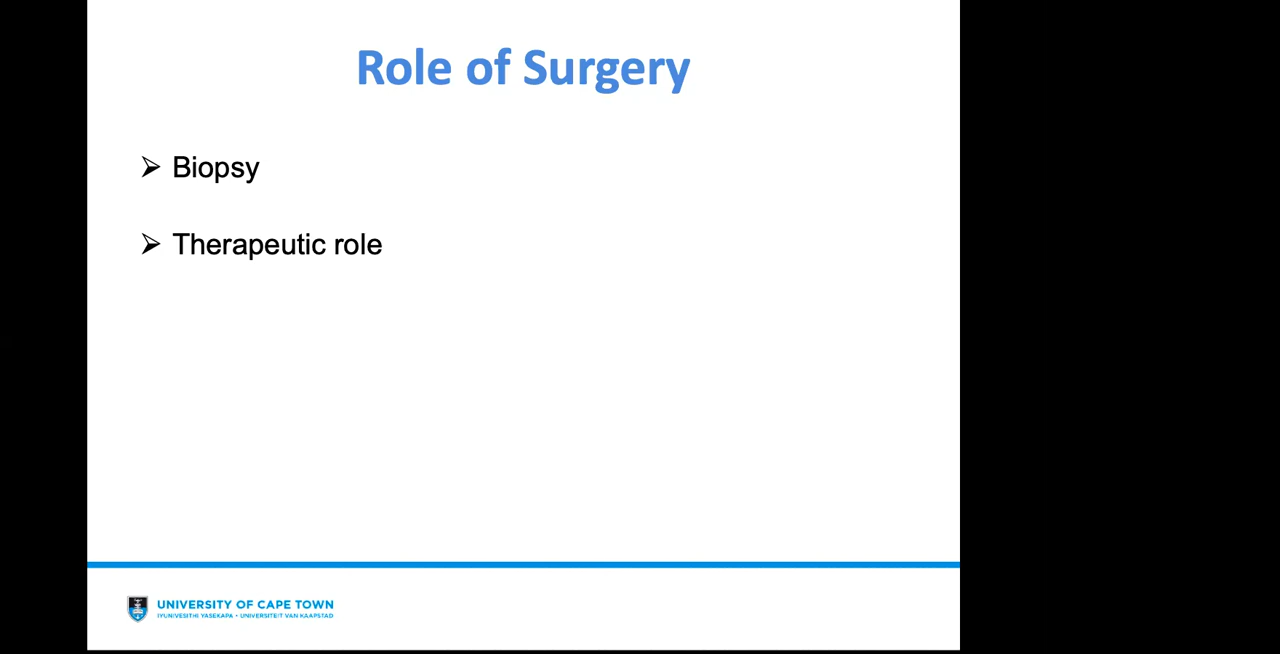 Role of Surgery
Biopsy
Therapeutic role
UNIVERSITY OF CAPE TOWN
IYUNIVESITHI YASEKAPA • UNIVERSITEIT VAN KAAPSTAD